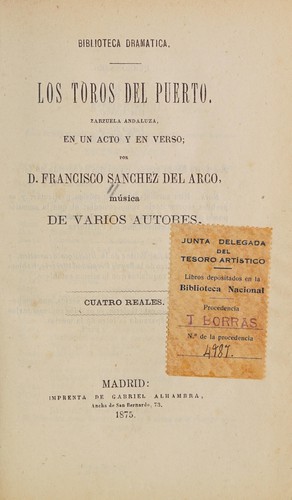 BIBLIOTECA DRAMATICA.
LOS TOROS DEL PUERTO.
ZARZUELA ANDALUZA,
EN UN ACTO Y EN VERSO;
POR
D. FRANCISCO SANCHEZ DEL ARCO,
música
DE VARIOS AUTORES.
CUATRO REALES.
JUNTA DELEGADA
DEL
TESORO ARTÍSTICO
Libros depositados en la
Biblioteca Nacional
Procedencia
T BORRAS
N.º de la procedencia
4987.
MADRID:
IMPRENTA DE GABRIEL ALHAMBRA,
Ancha de San Bernardo, 73,
1875.